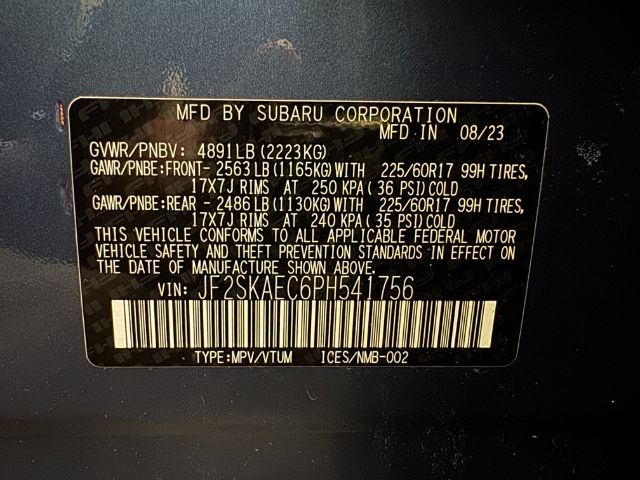 MFD BY SUBARU CORPORATION
MFD IN 08/23
GVWR/PNBV: 4891LB(2223KG)
GAWR/PNBE:FRONT- 2563LB(1165KG)WITH 225/60R17 99H TIRES,
17X7J RIMS AT 250 KPA(36 PSI)COLD
GAWR/PNBE:REAR - 2486LB(1130KG)WITH 225/60R17 99H TIRES,
17X7J RIMS AT 240 KPA(35 PSI)COLD
THIS VEHICLE CONFORMS TO ALL APPLICABLE FEDERAL MOTOR
VEHICLE SAFETY AND THEFT PREVENTION STANDARDS IN EFFECT ON
THE DATE OF MANUFACTURE SHOWN ABOVE.
VIN: JF2SKAEC6PH541756
TYPE:MPV/VTUM ICES/NMB-002